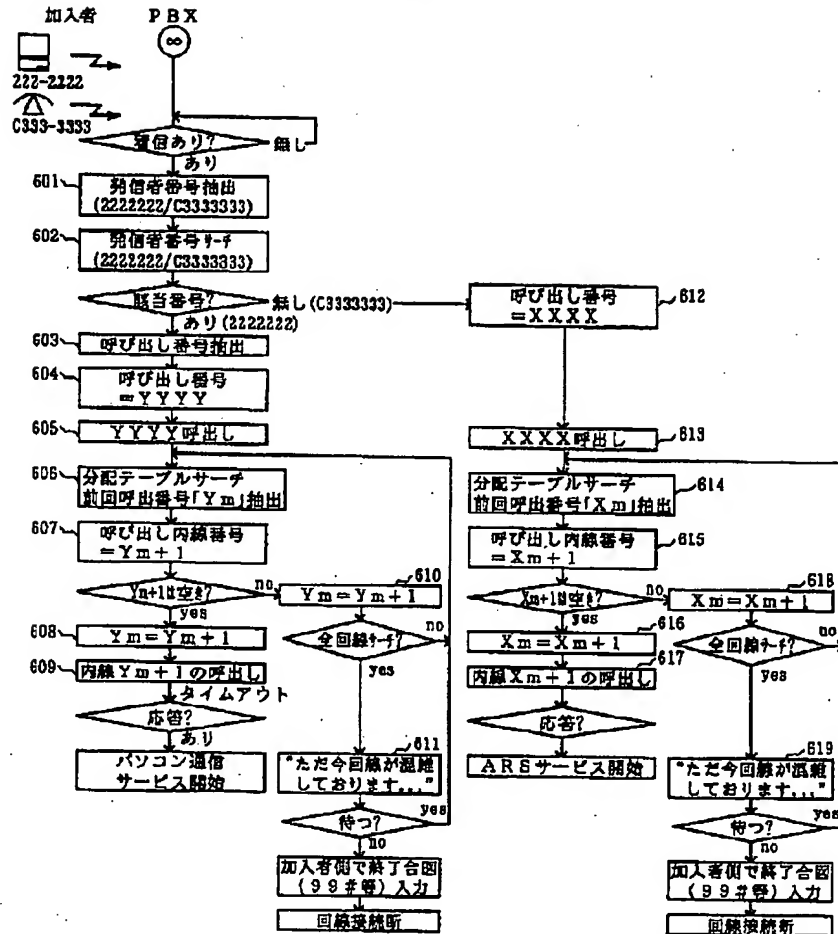 加入者
PBX
∞
222-2222
C333-3333
着信あり?
無し
あり
601
発信者番号抽出
(2222222/C3333333)
602
発信者番号サーチ
(2222222/C3333333)
該当番号?
無し(C3333333)
あり(2222222)
603
呼び出し番号抽出
604
呼び出し番号
=YYYY
605
YYYY呼出し
606
分配テーブルサーチ
前回呼出番号「Ym」抽出
607
呼び出し内線番号
=Ym+1
Ym+1は空き?
no
yes
608
Ym=Ym+1
609
内線Ym+1の呼出し
タイムアウト
応答?
あり
パソコン通信
サービス開始
610
Ym=Ym+1
全回線サーチ?
no
yes
611
"ただ今回線が混雑
しております..."
待つ?
yes
no
加入者側で終了合図
(99#等)入力
回線接続断
612
呼び出し番号
=XXXX
613
XXXX呼出し
614
分配テーブルサーチ
前回呼出番号「Xm」抽出
615
呼び出し内線番号
=Xm+1
Xm+1は空き?
no
yes
616
Xm=Xm+1
617
内線Xm+1の呼出し
応答?
ARSサービス開始
618
Xm=Xm+1
全回線サーチ?
no
yes
619
"ただ今回線が混雑
しております..."
待つ?
yes
no
加入者側で終了合図
(99#等)入力
回線接続断